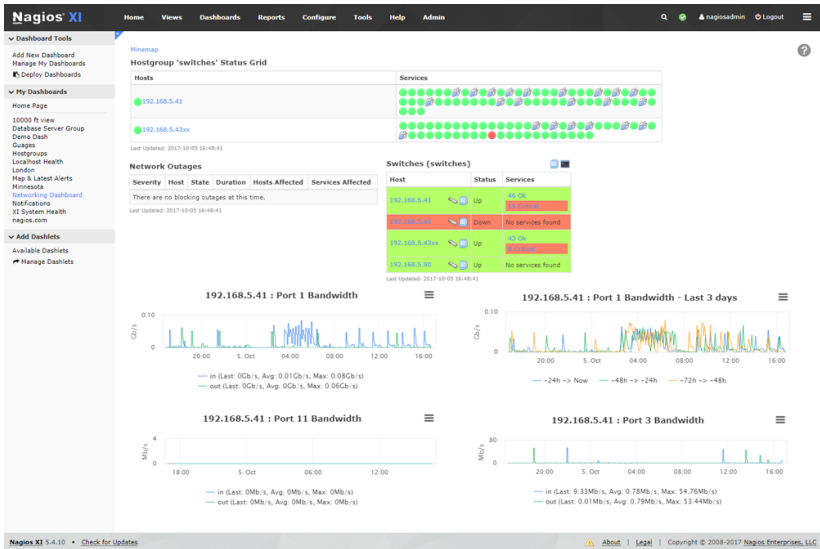 Nagios XI
Home Views Dashboards Reports Configure Tools Help Admin
nagiosadmin Logout
Dashboard Tools
Add New Dashboard
Manage My Dashboards
Deploy Dashboards
My Dashboards
Home Page
10000 ft view
Database Server Group
Demo Dash
Guages
Hostgroups
Localhost Health
London
Map & Latest Alerts
Minnesota
Networking Dashboard
Notifications
XI System Health
nagios.com
Add Dashlets
Available Dashlets
Manage Dashlets
Minemap
Hostgroup 'switches' Status Grid
Hosts Services
192.168.5.41
192.168.5.43xx
Last Updated: 2017-10-05 16:48:41
Network Outages
Severity Host State Duration Hosts Affected Services Affected
There are no blocking outages at this time.
Last Updated: 2017-10-05 16:48:41
Switches (switches)
Host Status Services
192.168.5.41 Up 46 Ok
Critical
192.168.5.42 Down No services found
192.168.5.43xx Up 43 Ok
Critical
192.168.5.90 Up No services found
Last Updated: 2017-10-05 16:48:41
192.168.5.41 : Port 1 Bandwidth
Gb/s
0.10
0
20:00 5. Oct 04:00 08:00 12:00 16:00
in (Last: 0Gb/s, Avg: 0.01Gb/s, Max: 0.08Gb/s)
out (Last: 0Gb/s, Avg: 0Gb/s, Max: 0.06Gb/s)
192.168.5.41 : Port 1 Bandwidth - Last 3 days
Gb/s
0.10
0
20:00 5. Oct 04:00 08:00 12:00 16:00
-24h -> Now -48h -> -24h -72h -> -48h
192.168.5.41 : Port 11 Bandwidth
Mb/s
4
0
18:00 5. Oct 06:00 12:00
in (Last: 0Mb/s, Avg: 0Mb/s, Max: 0Mb/s)
out (Last: 0Mb/s, Avg: 0Mb/s, Max: 0Mb/s)
192.168.5.41 : Port 3 Bandwidth
Mb/s
80
0
20:00 5. Oct 04:00 08:00 12:00 16:00
in (Last: 9.33Mb/s, Avg: 0.78Mb/s, Max: 54.76Mb/s)
out (Last: 0.01Mb/s, Avg: 0.79Mb/s, Max: 53.44Mb/s)
Nagios XI 5.4.10 • Check for Updates
About | Legal | Copyright © 2008-2017 Nagios Enterprises, LLC